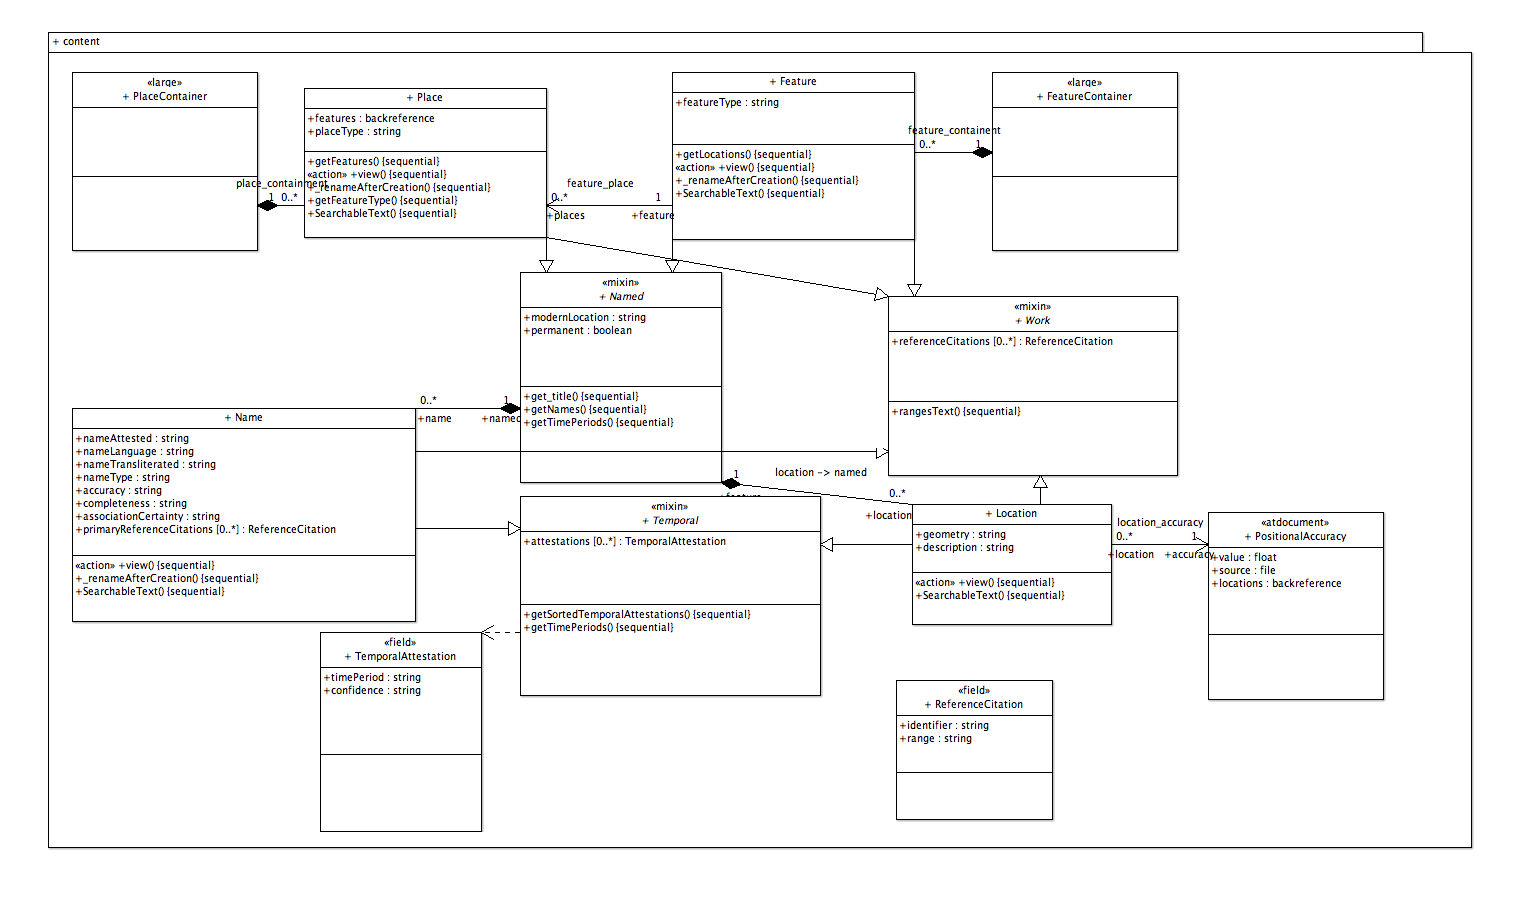 + content
«large»
+ PlaceContainer
+ Place
+features : backreference
+placeType : string
+getFeatures() {sequential}
«action» +view() {sequential}
+_renameAfterCreation() {sequential}
+getFeatureType() {sequential}
+SearchableText() {sequential}
place_containment
1 0..*
+ Feature
+featureType : string
+getLocations() {sequential}
«action» +view() {sequential}
+_renameAfterCreation() {sequential}
+SearchableText() {sequential}
«large»
+ FeatureContainer
feature_containent
0..* 1
feature_place
0..* 1
+places +feature
«mixin»
+ Named
+modernLocation : string
+permanent : boolean
+get_title() {sequential}
+getNames() {sequential}
+getTimePeriods() {sequential}
«mixin»
+ Work
+referenceCitations [0..*] : ReferenceCitation
+rangesText() {sequential}
0..* 1
+name +named
+ Name
+nameAttested : string
+nameLanguage : string
+nameTransliterated : string
+nameType : string
+accuracy : string
+completeness : string
+associationCertainty : string
+primaryReferenceCitations [0..*] : ReferenceCitation
«action» +view() {sequential}
+_renameAfterCreation() {sequential}
+SearchableText() {sequential}
1 location -> named
0..*
+location
«mixin»
+ Temporal
+attestations [0..*] : TemporalAttestation
+getSortedTemporalAttestations() {sequential}
+getTimePeriods() {sequential}
+ Location
+geometry : string
+description : string
«action» +view() {sequential}
+SearchableText() {sequential}
location_accuracy
0..* 1
+location +accuracy
«atdocument»
+ PositionalAccuracy
+value : float
+source : file
+locations : backreference
«field»
+ TemporalAttestation
+timePeriod : string
+confidence : string
«field»
+ ReferenceCitation
+identifier : string
+range : string